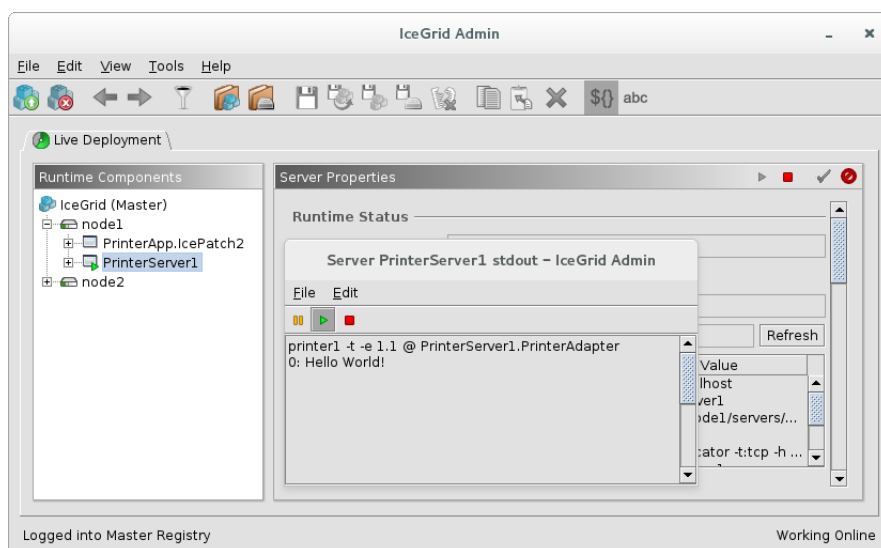 IceGrid Admin
File Edit View Tools Help
${} abc
Live Deployment
Runtime Components
IceGrid (Master)
node1
PrinterApp.IcePatch2
PrinterServer1
node2
Server Properties
Runtime Status
Server PrinterServer1 stdout – IceGrid Admin
File Edit
printer1 -t -e 1.1 @ PrinterServer1.PrinterAdapter
0: Hello World!
Refresh
Value
lhost
ver1
ode1/servers/...
cator -t:tcp -h ...
Logged into Master Registry
Working Online